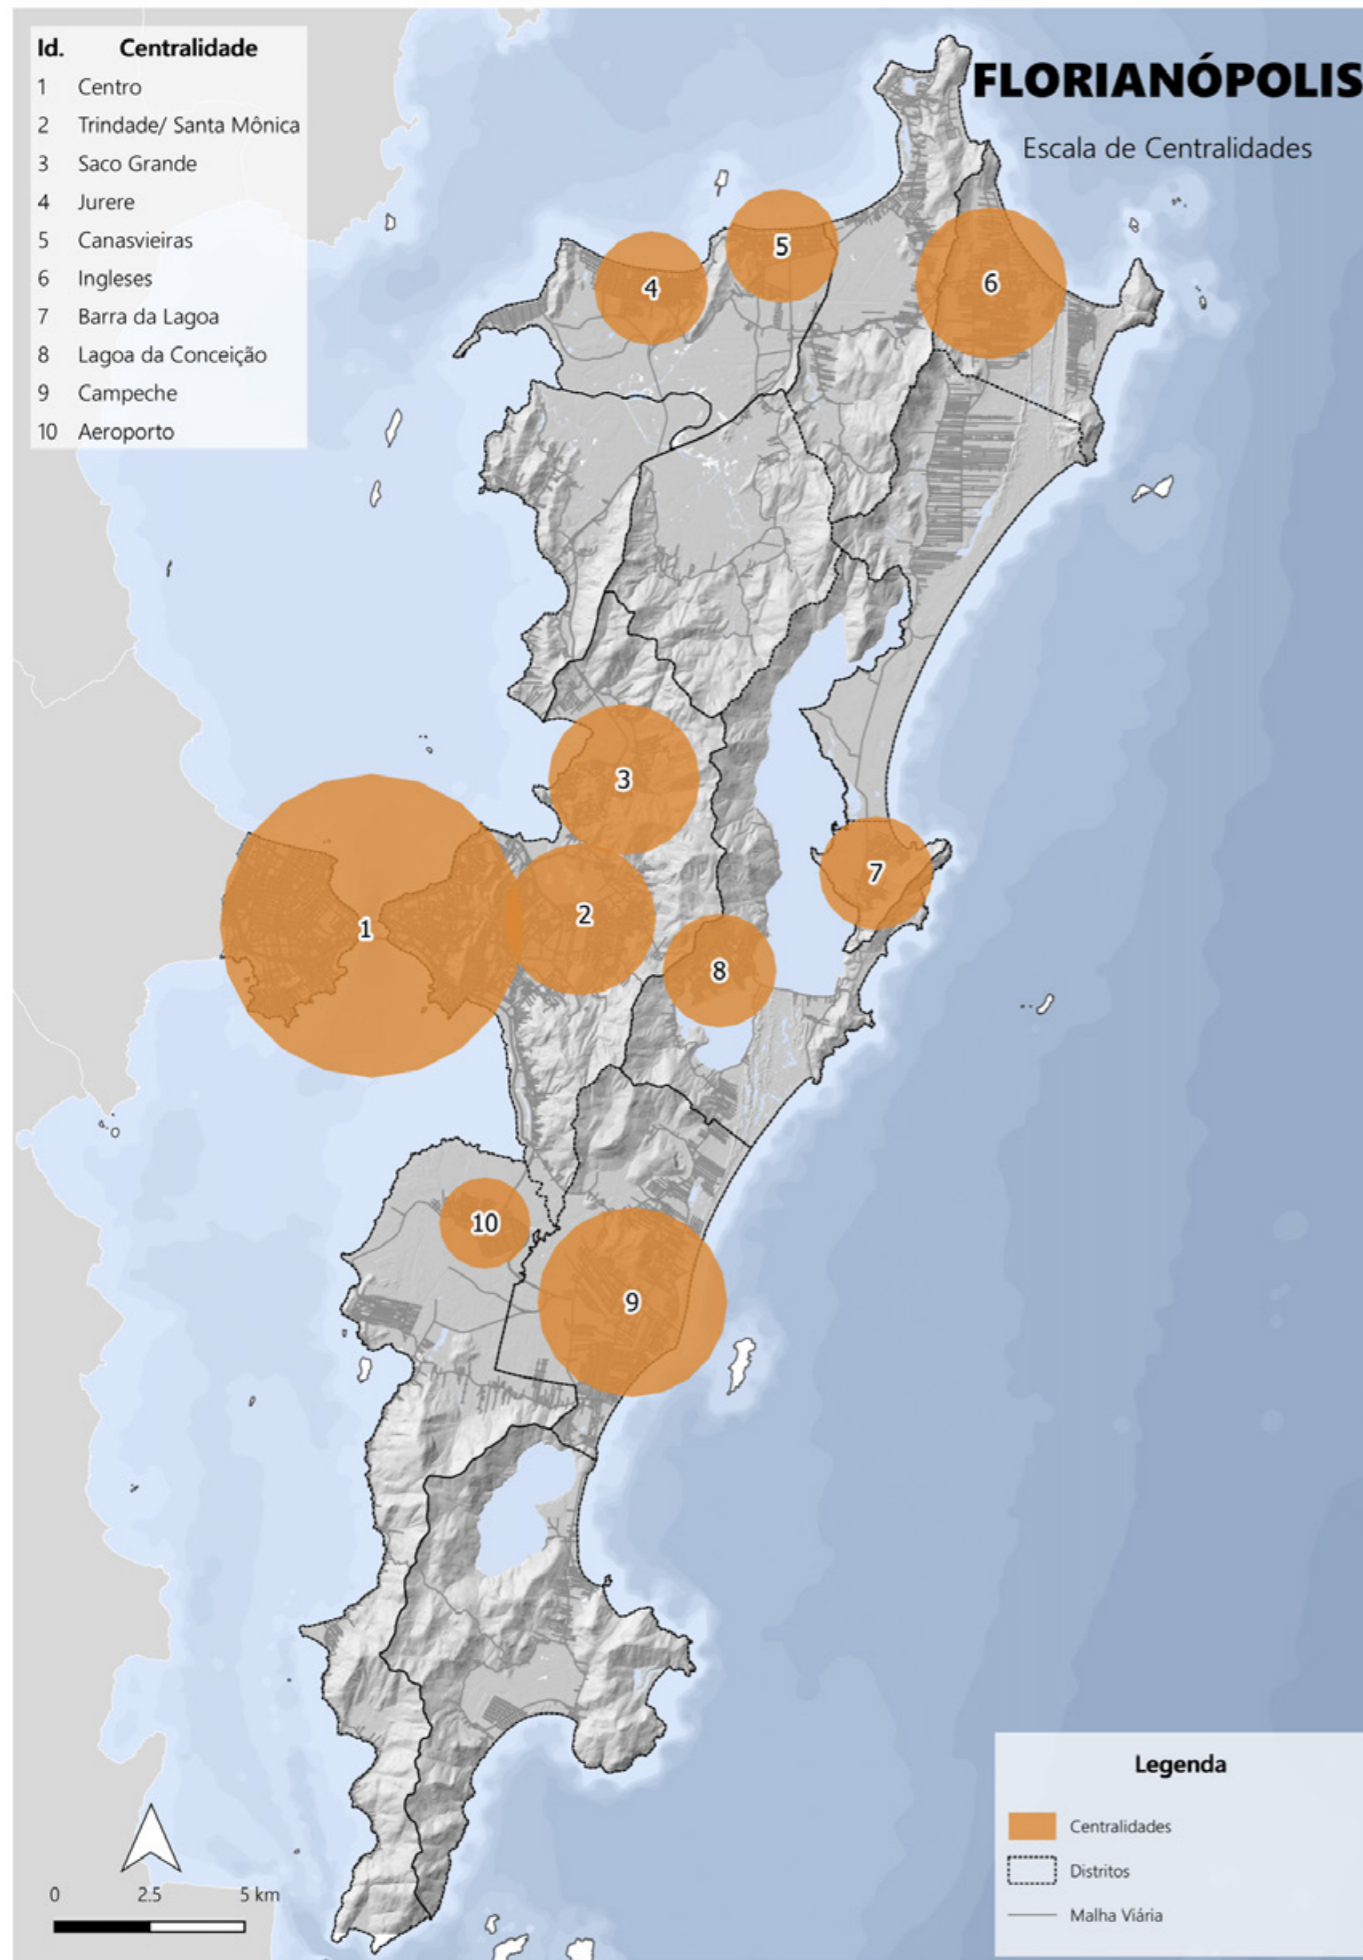 Id. Centralidade
1 Centro
2 Trindade/ Santa Mônica
3 Saco Grande
4 Jurere
5 Canasvieiras
6 Ingleses
7 Barra da Lagoa
8 Lagoa da Conceição
9 Campeche
10 Aeroporto
FLORIANÓPOLIS
Escala de Centralidades
5
4
6
3
7
2
1
8
10
9
Legenda
Centralidades
Distritos
Malha Viária
0 2.5 5 km